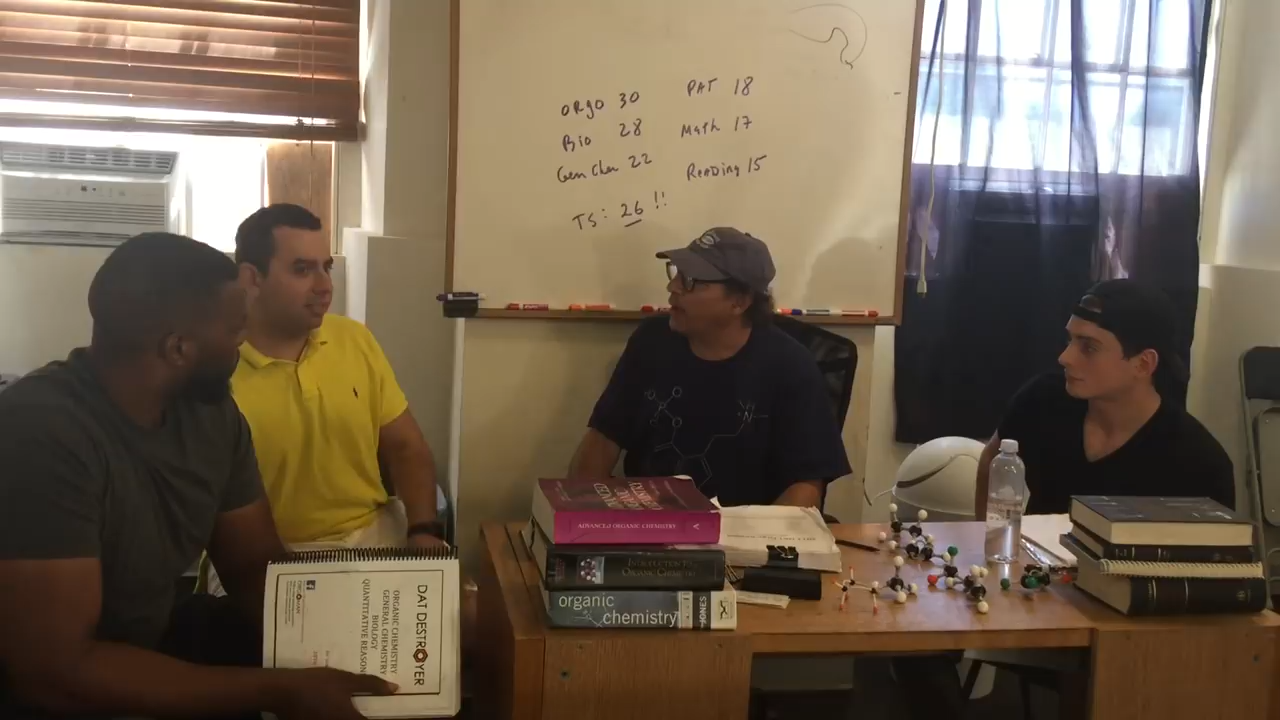 ORgO 30 PAT 18
Bio 28 Math 17
Gen Chem 22 Reading 15
TS: 26 !!
ADVANCED ORGANIC CHEMISTRY
INTRODUCTION TO
ORGANIC CHEMISTRY
organic
chemistry
JONES
DAT DESTROYER
ORGANIC CHEMISTRY
GENERAL CHEMISTRY
BIOLOGY
QUANTITATIVE REASON